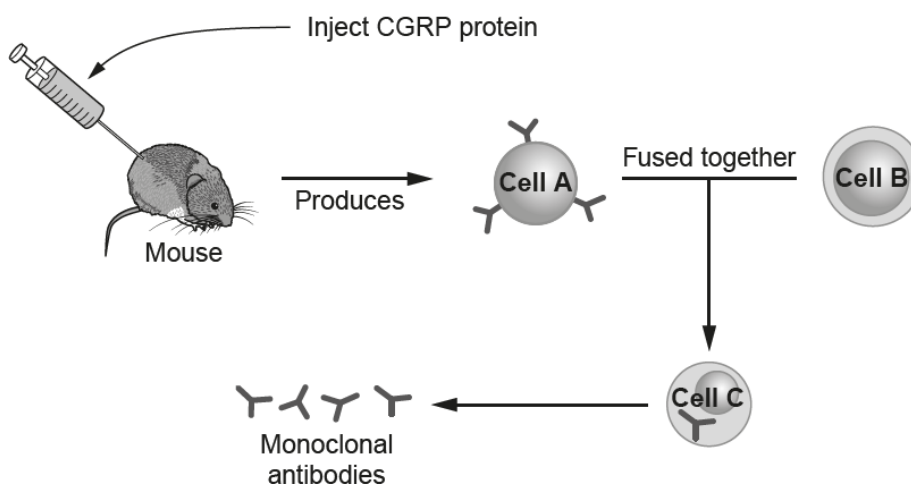 Inject CGRP protein
Mouse
Produces
Cell A
Fused together
Cell B
Cell C
Monoclonal
antibodies